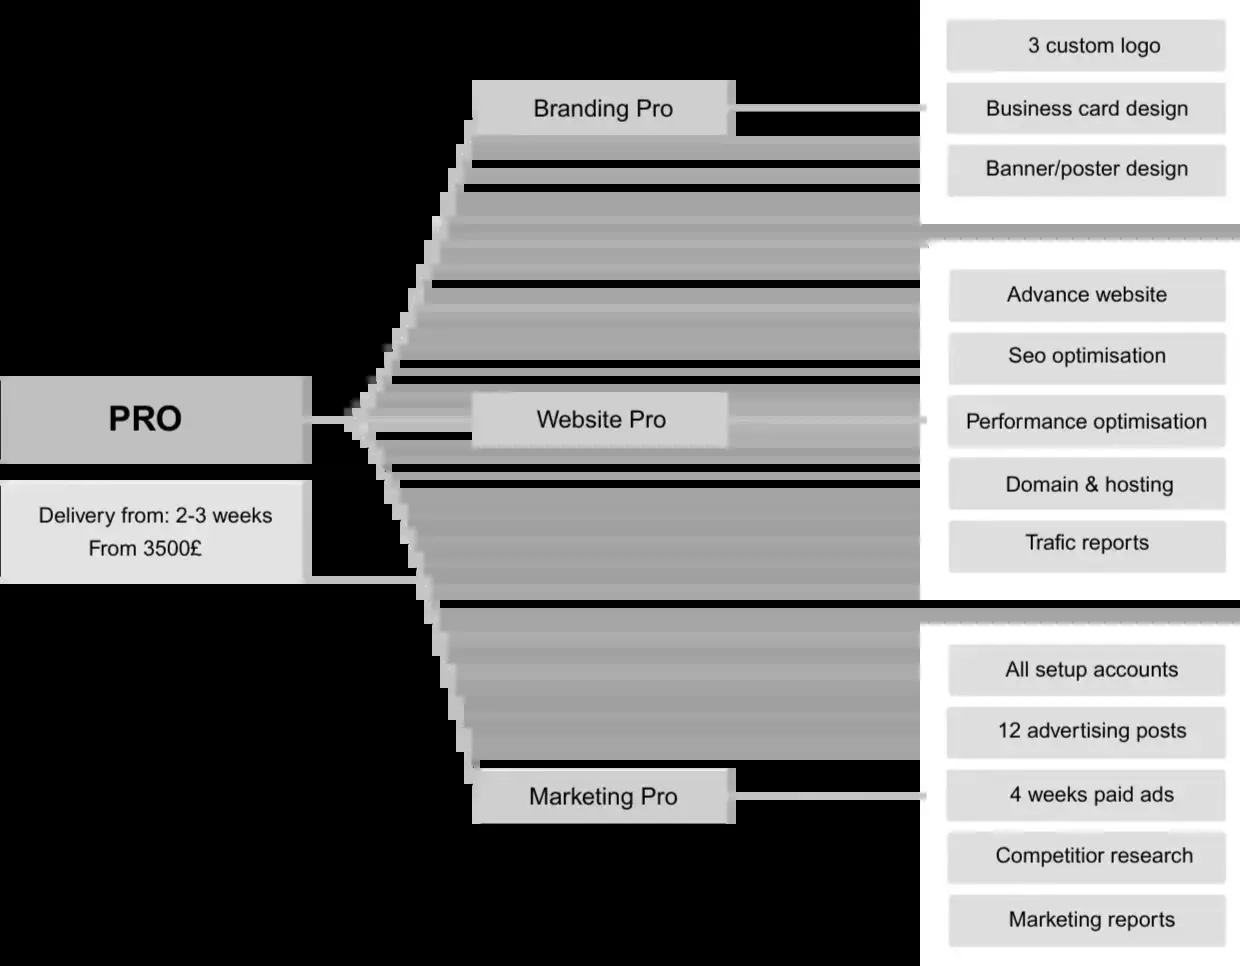 PRO
Delivery from: 2-3 weeks
From 3500£
Branding Pro
3 custom logo
Business card design
Banner/poster design
Website Pro
Advance website
Seo optimisation
Performance optimisation
Domain & hosting
Trafic reports
Marketing Pro
All setup accounts
12 advertising posts
4 weeks paid ads
Competitior research
Marketing reports